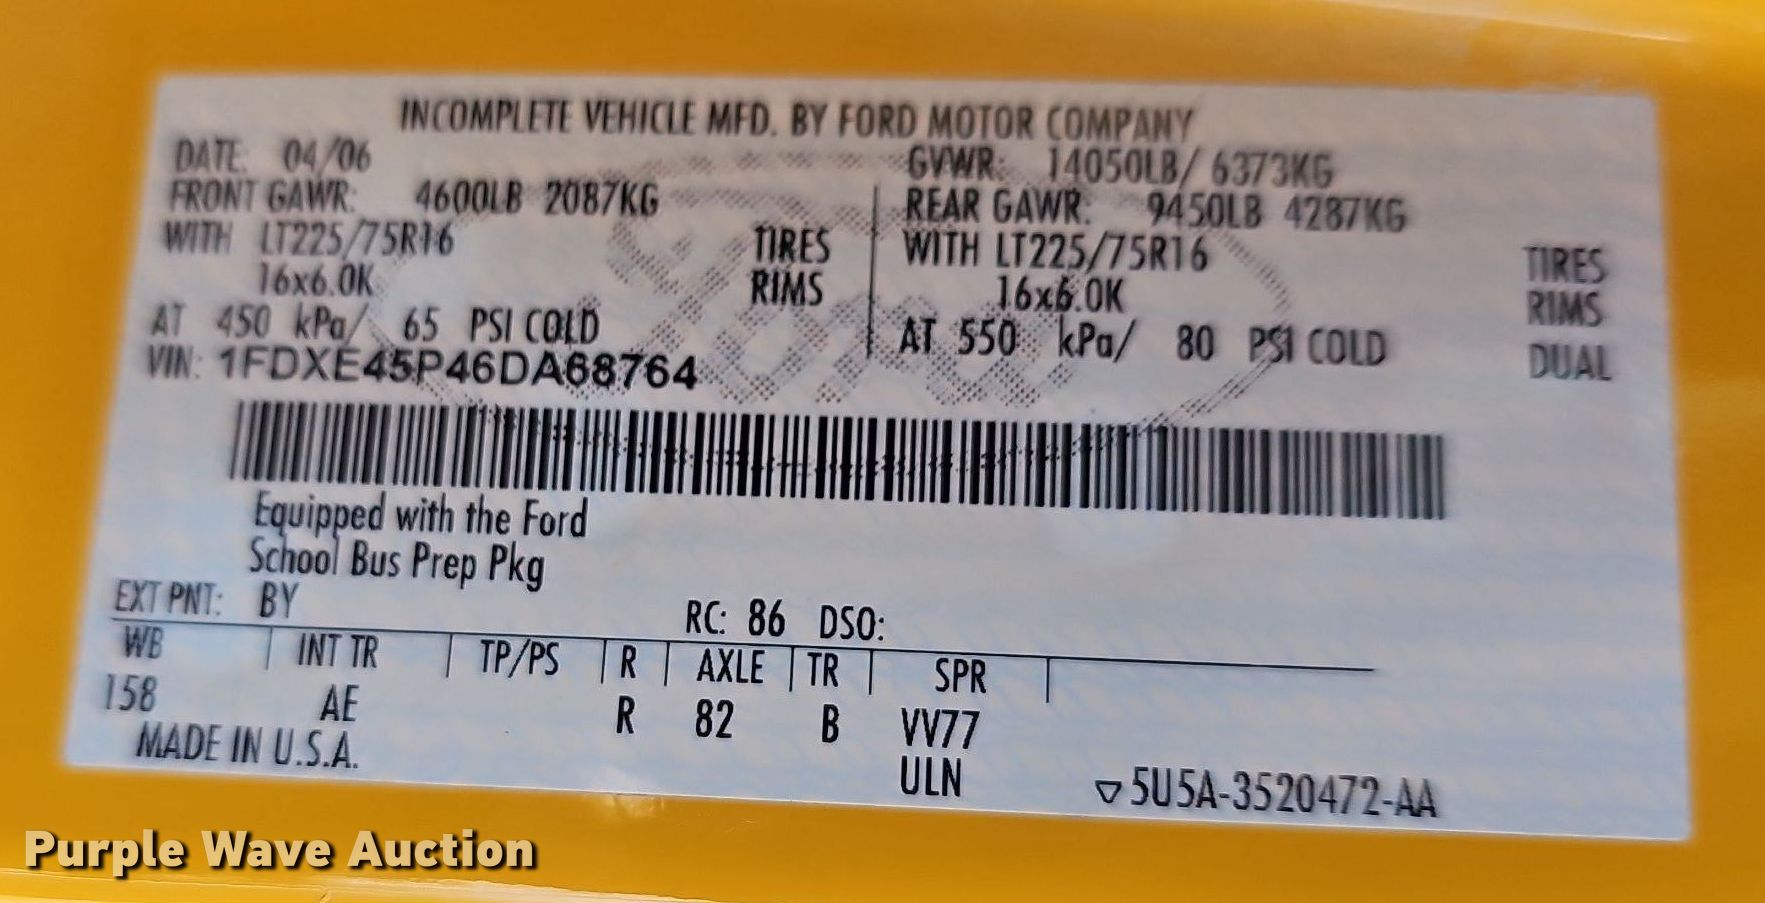 INCOMPLETE VEHICLE MFD. BY FORD MOTOR COMPANY
DATE: 04/06 GVWR: 14050LB/ 6373KG
FRONT GAWR: 4600LB 2087KG REAR GAWR: 9450LB 4287KG
WITH LT225/75R16 TIRES WITH LT225/75R16 TIRES
16x6.0K RIMS 16x6.0K RIMS
AT 450 kPa/ 65 PSI COLD AT 550 kPa/ 80 PSI COLD DUAL
VIN: 1FDXE45P46DA68764
Equipped with the Ford
School Bus Prep Pkg
EXT PNT: BY RC: 86 DSO:
WB INT TR TP/PS R AXLE TR SPR
158 AE R 82 B VV77
MADE IN U.S.A. ULN ▽5U5A-3520472-AA
Ford
Purple Wave Auction